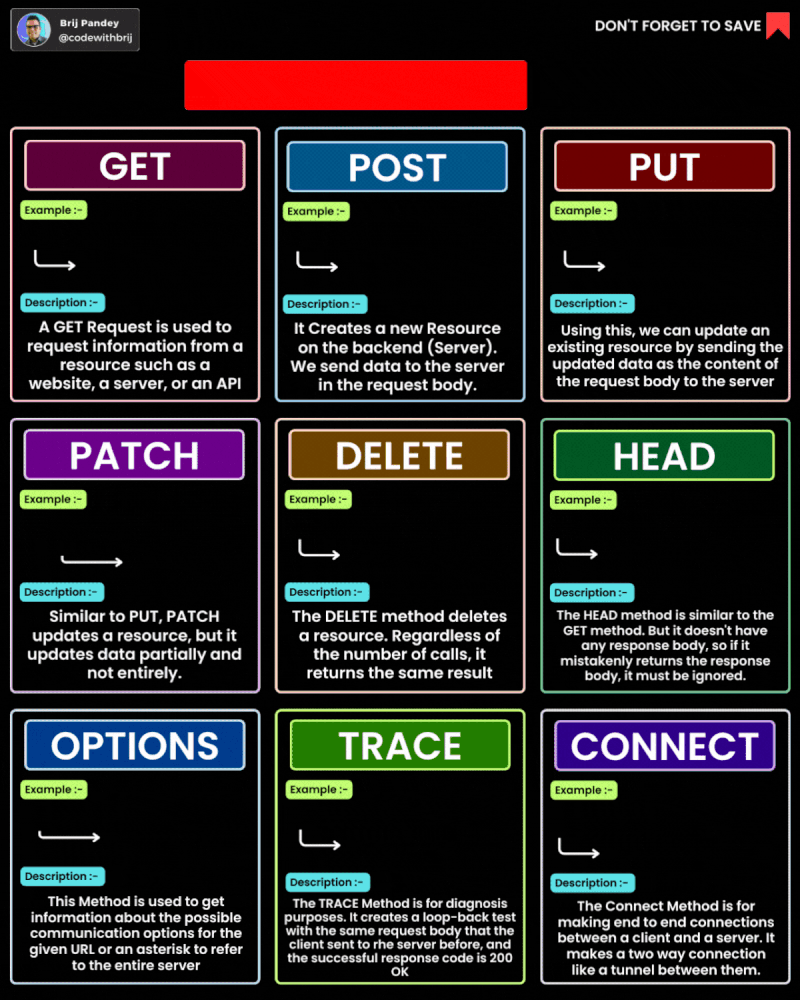 Brij Pandey
@codewithbrij
DON'T FORGET TO SAVE
GET
Example :-
Description :-
A GET Request is used to
request information from a
resource such as a
website, a server, or an API
POST
Example :-
Description :-
It Creates a new Resource
on the backend (Server).
We send data to the server
in the request body.
PUT
Example :-
Description :-
Using this, we can update an
existing resource by sending the
updated data as the content of
the request body to the server
PATCH
Example :-
Description :-
Similar to PUT, PATCH
updates a resource, but it
updates data partially and
not entirely.
DELETE
Example :-
Description :-
The DELETE method deletes
a resource. Regardless of
the number of calls, it
returns the same result
HEAD
Example :-
Description :-
The HEAD method is similar to the
GET method. But it doesn't have
any response body, so if it
mistakenly returns the response
body, it must be ignored.
OPTIONS
Example :-
Description :-
This Method is used to get
information about the possible
communication options for the
given URL or an asterisk to refer
to the entire server
TRACE
Example :-
Description :-
The TRACE Method is for diagnosis
purposes. It creates a loop-back test
with the same request body that the
client sent to rhe server before, and
the successful response code is 200
OK
CONNECT
Example :-
Description :-
The Connect Method is for
making end to end connections
between a client and a server. It
makes a two way connection
like a tunnel between them.